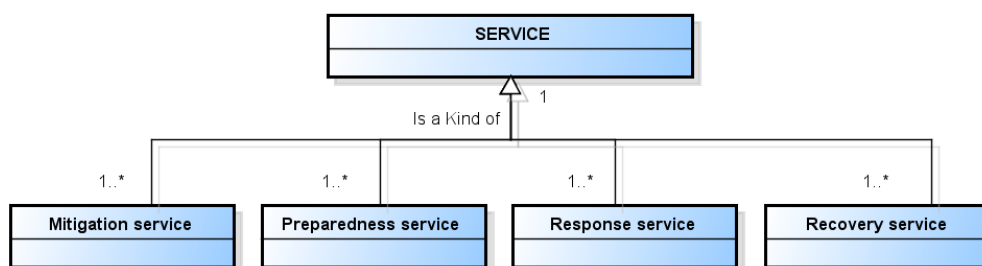 SERVICE
1
Is a Kind of
1..*
1..*
1..*
1..*
Mitigation service
Preparedness service
Response service
Recovery service